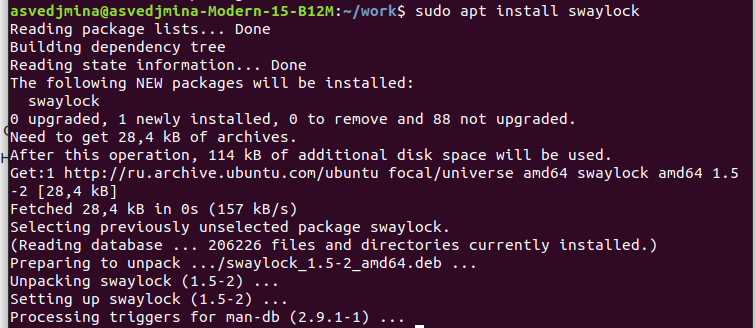 asvedjmina@asvedjmina-Modern-15-B12M:~/work$ sudo apt install swaylock
Reading package lists... Done
Building dependency tree
Reading state information... Done
The following NEW packages will be installed:
  swaylock
0 upgraded, 1 newly installed, 0 to remove and 88 not upgraded.
Need to get 28,4 kB of archives.
After this operation, 114 kB of additional disk space will be used.
Get:1 http://ru.archive.ubuntu.com/ubuntu focal/universe amd64 swaylock amd64 1.5
-2 [28,4 kB]
Fetched 28,4 kB in 0s (157 kB/s)
Selecting previously unselected package swaylock.
(Reading database ... 206226 files and directories currently installed.)
Preparing to unpack .../swaylock_1.5-2_amd64.deb ...
Unpacking swaylock (1.5-2) ...
Setting up swaylock (1.5-2) ...
Processing triggers for man-db (2.9.1-1) ...